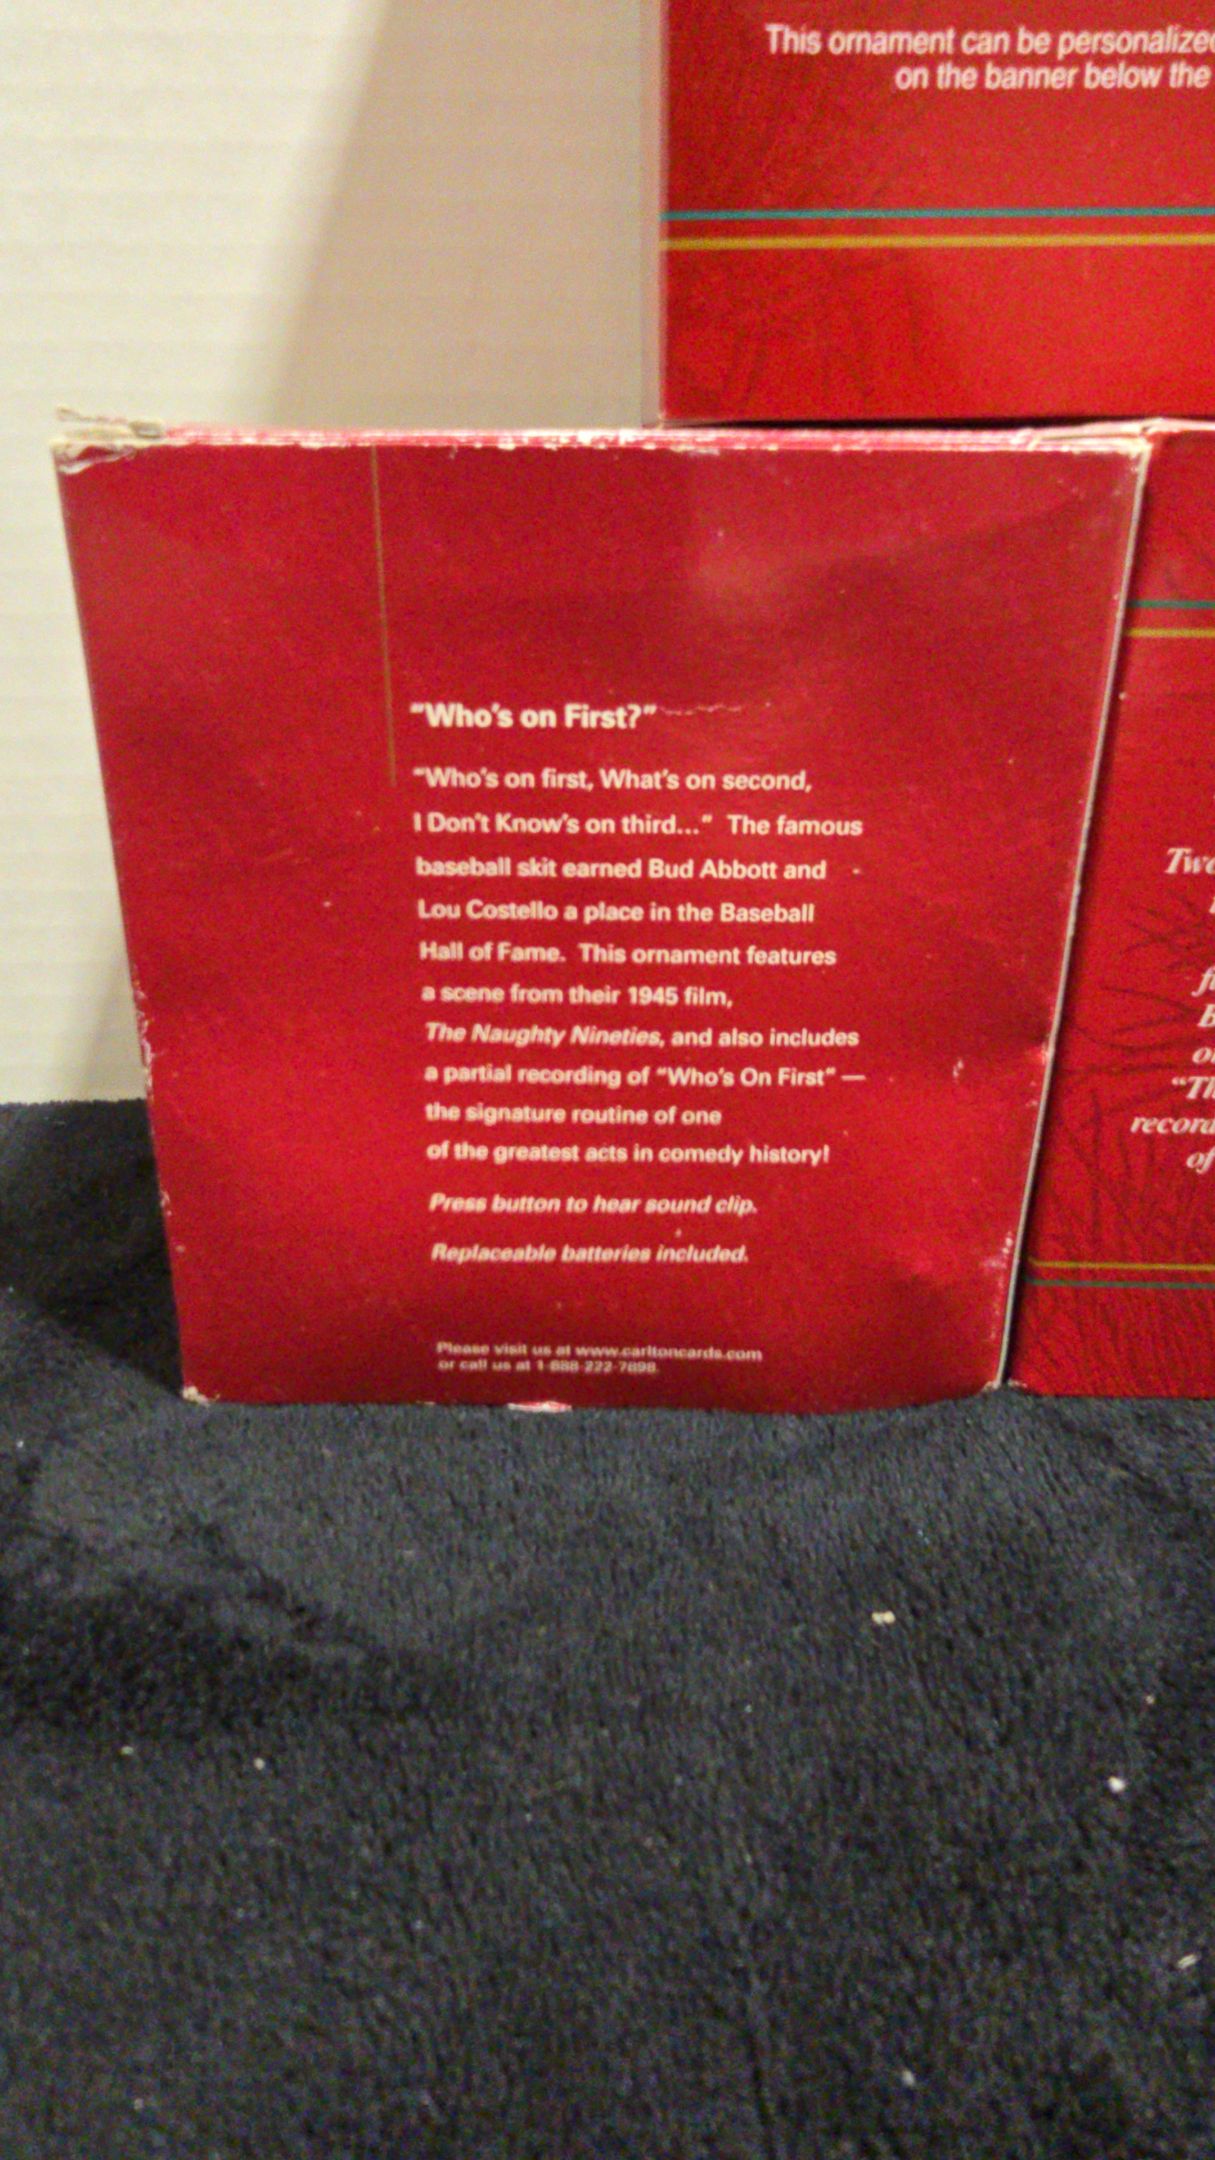 This ornament can be personalized
on the banner below the
"Who's on First?"
"Who's on first, What's on second,
I Don't Know's on third..." The famous
baseball skit earned Bud Abbott and
Lou Costello a place in the Baseball
Hall of Fame. This ornament features
a scene from their 1945 film,
The Naughty Nineties, and also includes
a partial recording of "Who's On First" —
the signature routine of one
of the greatest acts in comedy history!
Press button to hear sound clip.
Replaceable batteries included.
Please visit us at www.carltoncards.com
or call us at 1-888-222-7898.
of